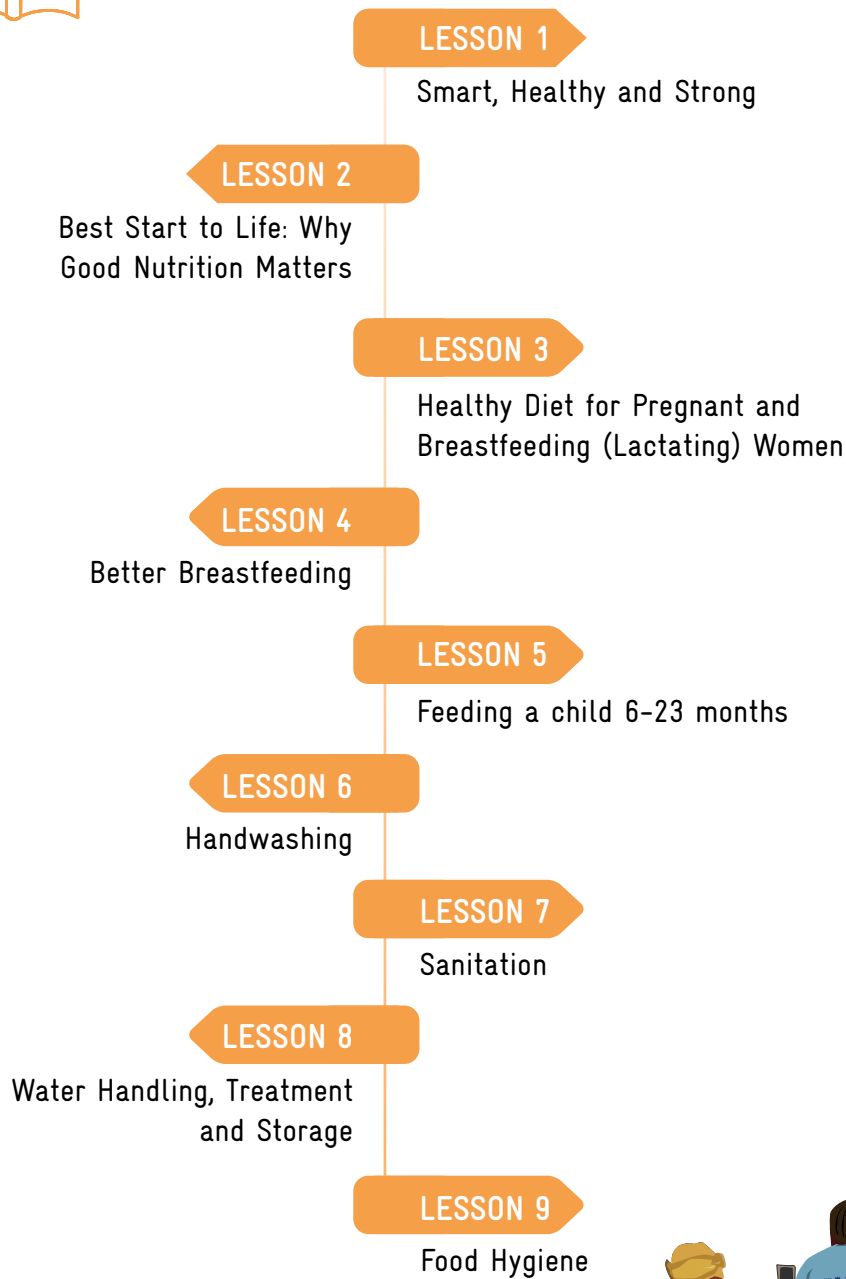 LESSON 1
Smart, Healthy and Strong
LESSON 2
Best Start to Life: Why
Good Nutrition Matters
LESSON 3
Healthy Diet for Pregnant and
Breastfeeding (Lactating) Women
LESSON 4
Better Breastfeeding
LESSON 5
Feeding a child 6-23 months
LESSON 6
Handwashing
LESSON 7
Sanitation
LESSON 8
Water Handling, Treatment
and Storage
LESSON 9
Food Hygiene